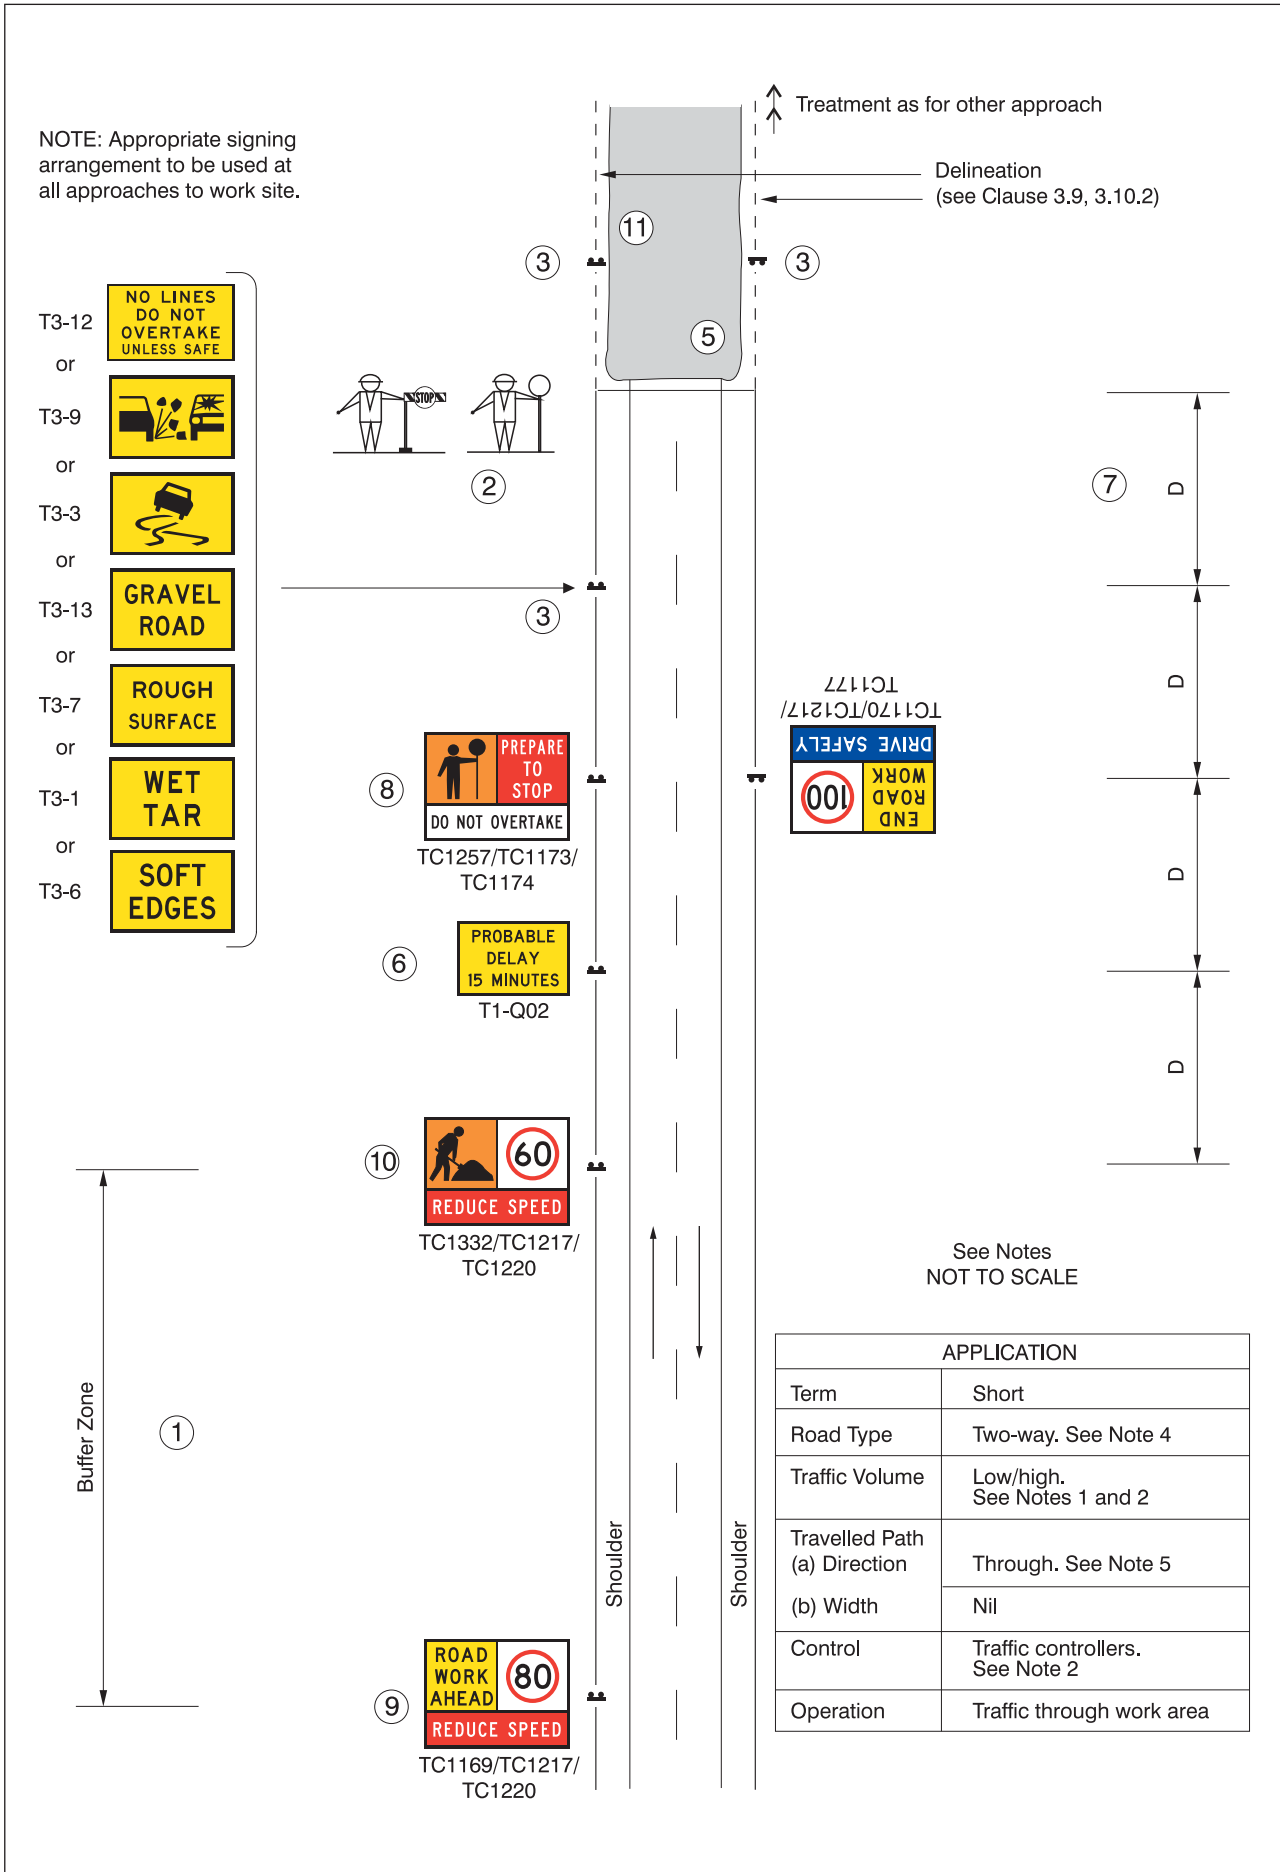 Treatment as for other approach
NOTE: Appropriate signing
arrangement to be used at
all approaches to work site.
Delineation
(see Clause 3.9, 3.10.2)
11
3
3
5
T3-12
NO LINES
DO NOT
OVERTAKE
UNLESS SAFE
or
T3-9
or
T3-3
or
T3-13
GRAVEL
ROAD
or
T3-7
ROUGH
SURFACE
or
T3-1
WET
TAR
or
T3-6
SOFT
EDGES
STOP
2
3
7
D
D
D
D
8
PREPARE
TO
STOP
DO NOT OVERTAKE
TC1257/TC1173/
TC1174
END
ROAD
WORK
100
DRIVE SAFELY
TC1170/TC1217/
TC1177
6
PROBABLE
DELAY
15 MINUTES
T1-Q02
10
60
REDUCE SPEED
TC1332/TC1217/
TC1220
Buffer Zone
1
See Notes
NOT TO SCALE
Shoulder
Shoulder
9
ROAD
WORK
AHEAD
80
REDUCE SPEED
TC1169/TC1217/
TC1220
APPLICATION
Term Short
Road Type Two-way. See Note 4
Traffic Volume Low/high.
See Notes 1 and 2
Travelled Path
(a) Direction Through. See Note 5
(b) Width Nil
Control Traffic controllers.
See Note 2
Operation Traffic through work area